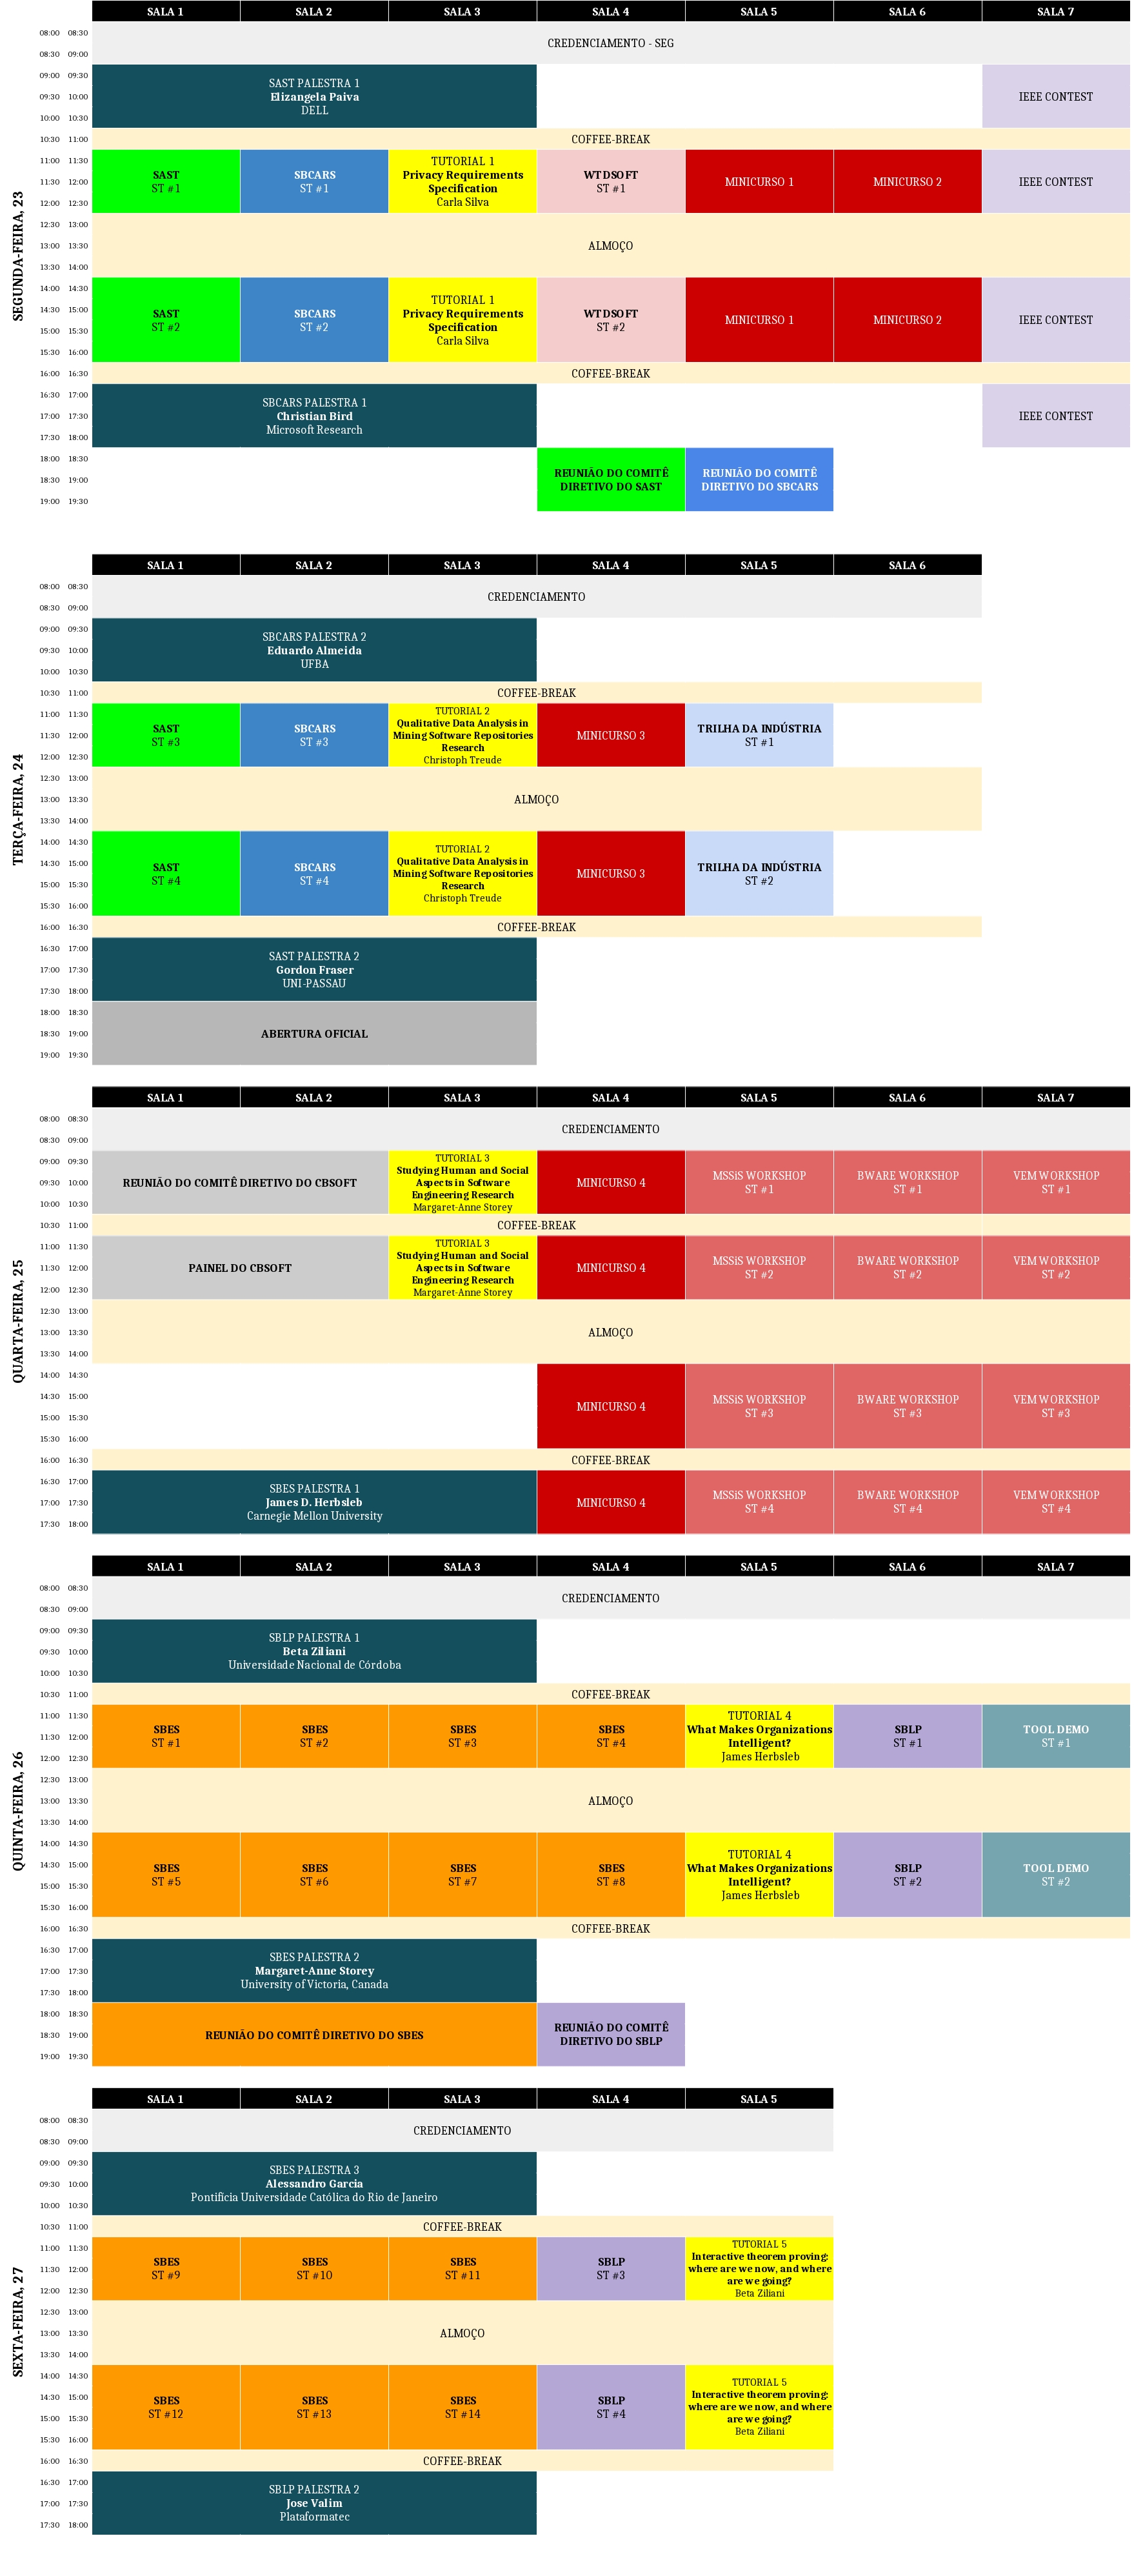 SALA 1 SALA 2 SALA 3 SALA 4 SALA 5 SALA 6 SALA 7
SEGUNDA-FEIRA, 23
08:00 08:30
CREDENCIAMENTO - SEG
08:30 09:00
09:00 09:30
09:30 10:00
10:00 10:30
SAST PALESTRA 1
Elizangela Paiva
DELL
IEEE CONTEST
10:30 11:00
COFFEE-BREAK
11:00 11:30
11:30 12:00
12:00 12:30
SAST
ST #1
SBCARS
ST #1
TUTORIAL 1
Privacy Requirements
Specification
Carla Silva
WTDSOFT
ST #1
MINICURSO 1
MINICURSO 2
IEEE CONTEST
12:30 13:00
13:00 13:30
13:30 14:00
ALMOÇO
14:00 14:30
14:30 15:00
15:00 15:30
15:30 16:00
SAST
ST #2
SBCARS
ST #2
TUTORIAL 1
Privacy Requirements
Specification
Carla Silva
WTDSOFT
ST #2
MINICURSO 1
MINICURSO 2
IEEE CONTEST
16:00 16:30
COFFEE-BREAK
16:30 17:00
17:00 17:30
17:30 18:00
SBCARS PALESTRA 1
Christian Bird
Microsoft Research
IEEE CONTEST
18:00 18:30
18:30 19:00
19:00 19:30
REUNIÃO DO COMITÊ
DIRETIVO DO SAST
REUNIÃO DO COMITÊ
DIRETIVO DO SBCARS
SALA 1 SALA 2 SALA 3 SALA 4 SALA 5 SALA 6
TERÇA-FEIRA, 24
08:00 08:30
08:30 09:00
CREDENCIAMENTO
09:00 09:30
09:30 10:00
10:00 10:30
SBCARS PALESTRA 2
Eduardo Almeida
UFBA
10:30 11:00
COFFEE-BREAK
11:00 11:30
11:30 12:00
12:00 12:30
SAST
ST #3
SBCARS
ST #3
TUTORIAL 2
Qualitative Data Analysis in
Mining Software Repositories
Research
Christoph Treude
MINICURSO 3
TRILHA DA INDÚSTRIA
ST #1
12:30 13:00
13:00 13:30
13:30 14:00
ALMOÇO
14:00 14:30
14:30 15:00
15:00 15:30
15:30 16:00
SAST
ST #4
SBCARS
ST #4
TUTORIAL 2
Qualitative Data Analysis in
Mining Software Repositories
Research
Christoph Treude
MINICURSO 3
TRILHA DA INDÚSTRIA
ST #2
16:00 16:30
COFFEE-BREAK
16:30 17:00
17:00 17:30
17:30 18:00
SAST PALESTRA 2
Gordon Fraser
UNI-PASSAU
18:00 18:30
18:30 19:00
19:00 19:30
ABERTURA OFICIAL
SALA 1 SALA 2 SALA 3 SALA 4 SALA 5 SALA 6 SALA 7
QUARTA-FEIRA, 25
08:00 08:30
08:30 09:00
CREDENCIAMENTO
09:00 09:30
09:30 10:00
10:00 10:30
REUNIÃO DO COMITÊ DIRETIVO DO CBSOFT
TUTORIAL 3
Studying Human and Social
Aspects in Software
Engineering Research
Margaret-Anne Storey
MINICURSO 4
MSSiS WORKSHOP
ST #1
BWARE WORKSHOP
ST #1
VEM WORKSHOP
ST #1
10:30 11:00
COFFEE-BREAK
11:00 11:30
11:30 12:00
12:00 12:30
PAINEL DO CBSOFT
TUTORIAL 3
Studying Human and Social
Aspects in Software
Engineering Research
Margaret-Anne Storey
MINICURSO 4
MSSiS WORKSHOP
ST #2
BWARE WORKSHOP
ST #2
VEM WORKSHOP
ST #2
12:30 13:00
13:00 13:30
13:30 14:00
ALMOÇO
14:00 14:30
14:30 15:00
15:00 15:30
15:30 16:00
MINICURSO 4
MSSiS WORKSHOP
ST #3
BWARE WORKSHOP
ST #3
VEM WORKSHOP
ST #3
16:00 16:30
COFFEE-BREAK
16:30 17:00
17:00 17:30
17:30 18:00
SBES PALESTRA 1
James D. Herbsleb
Carnegie Mellon University
MINICURSO 4
MSSiS WORKSHOP
ST #4
BWARE WORKSHOP
ST #4
VEM WORKSHOP
ST #4
SALA 1 SALA 2 SALA 3 SALA 4 SALA 5 SALA 6 SALA 7
QUINTA-FEIRA, 26
08:00 08:30
08:30 09:00
CREDENCIAMENTO
09:00 09:30
09:30 10:00
10:00 10:30
SBLP PALESTRA 1
Beta Ziliani
Universidade Nacional de Córdoba
10:30 11:00
COFFEE-BREAK
11:00 11:30
11:30 12:00
12:00 12:30
SBES
ST #1
SBES
ST #2
SBES
ST #3
SBES
ST #4
TUTORIAL 4
What Makes Organizations
Intelligent?
James Herbsleb
SBLP
ST #1
TOOL DEMO
ST #1
12:30 13:00
13:00 13:30
13:30 14:00
ALMOÇO
14:00 14:30
14:30 15:00
15:00 15:30
15:30 16:00
SBES
ST #5
SBES
ST #6
SBES
ST #7
SBES
ST #8
TUTORIAL 4
What Makes Organizations
Intelligent?
James Herbsleb
SBLP
ST #2
TOOL DEMO
ST #2
16:00 16:30
COFFEE-BREAK
16:30 17:00
17:00 17:30
17:30 18:00
SBES PALESTRA 2
Margaret-Anne Storey
University of Victoria, Canada
18:00 18:30
18:30 19:00
19:00 19:30
REUNIÃO DO COMITÊ DIRETIVO DO SBES
REUNIÃO DO COMITÊ
DIRETIVO DO SBLP
SALA 1 SALA 2 SALA 3 SALA 4 SALA 5
SEXTA-FEIRA, 27
08:00 08:30
08:30 09:00
CREDENCIAMENTO
09:00 09:30
09:30 10:00
10:00 10:30
SBES PALESTRA 3
Alessandro Garcia
Pontifícia Universidade Católica do Rio de Janeiro
10:30 11:00
COFFEE-BREAK
11:00 11:30
11:30 12:00
12:00 12:30
SBES
ST #9
SBES
ST #10
SBES
ST #11
SBLP
ST #3
TUTORIAL 5
Interactive theorem proving:
where are we now, and where
are we going?
Beta Ziliani
12:30 13:00
13:00 13:30
13:30 14:00
ALMOÇO
14:00 14:30
14:30 15:00
15:00 15:30
15:30 16:00
SBES
ST #12
SBES
ST #13
SBES
ST #14
SBLP
ST #4
TUTORIAL 5
Interactive theorem proving:
where are we now, and where
are we going?
Beta Ziliani
16:00 16:30
COFFEE-BREAK
16:30 17:00
17:00 17:30
17:30 18:00
SBLP PALESTRA 2
Jose Valim
Plataformatec